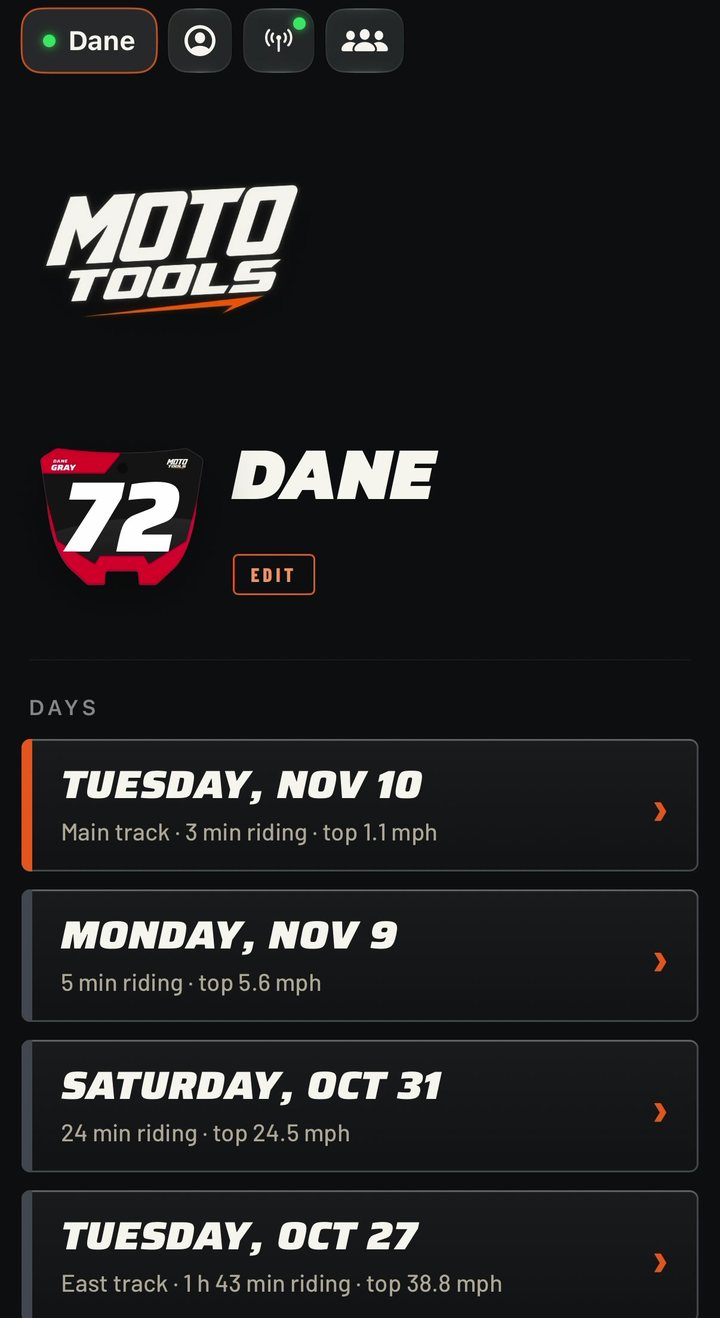 Dane
MOTO
TOOLS
DANE
GRAY
MOTO
TOOLS
72
DANE
EDIT
DAYS
TUESDAY, NOV 10
Main track · 3 min riding · top 1.1 mph
MONDAY, NOV 9
5 min riding · top 5.6 mph
SATURDAY, OCT 31
24 min riding · top 24.5 mph
TUESDAY, OCT 27
East track · 1 h 43 min riding · top 38.8 mph